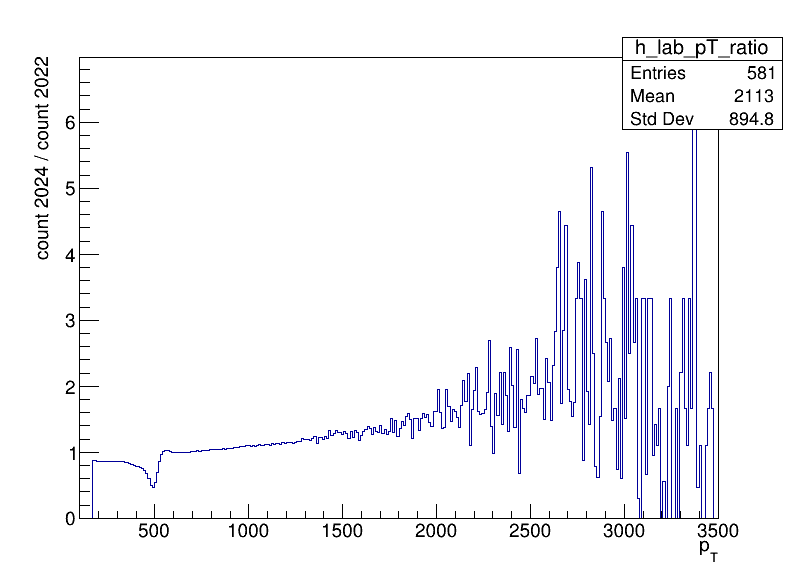 h_lab_pT_ratio
Entries 581
Mean 2113
Std Dev 894.8
count 2024 / count 2022
6
5
4
3
2
1
0
500 1000 1500 2000 2500 3000 3500
p_T